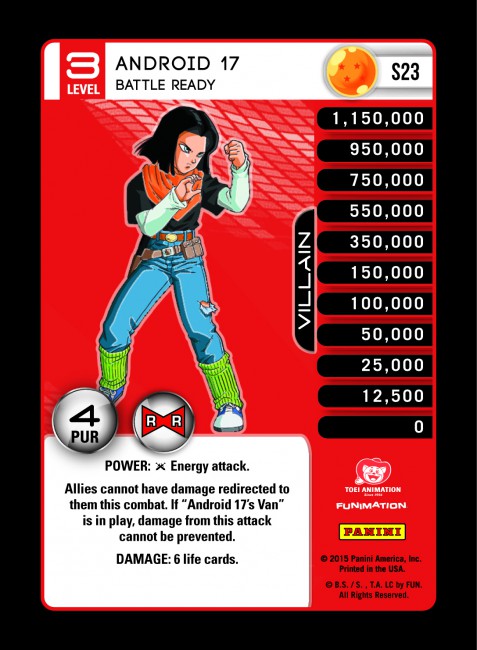 3
LEVEL
ANDROID 17
BATTLE READY
S23
1,150,000
950,000
750,000
550,000
350,000
150,000
100,000
50,000
25,000
12,500
0
VILLAIN
4
PUR
R R
POWER: Energy attack.
Allies cannot have damage redirected to
them this combat. If “Android 17’s Van”
is in play, damage from this attack
cannot be prevented.
DAMAGE: 6 life cards.
TOEI ANIMATION
Since 1956
FUNIMATION
PANINI
© 2015 Panini America, Inc.
Printed in the USA.
© B.S. / S. , T.A. LC by FUN.
All Rights Reserved.